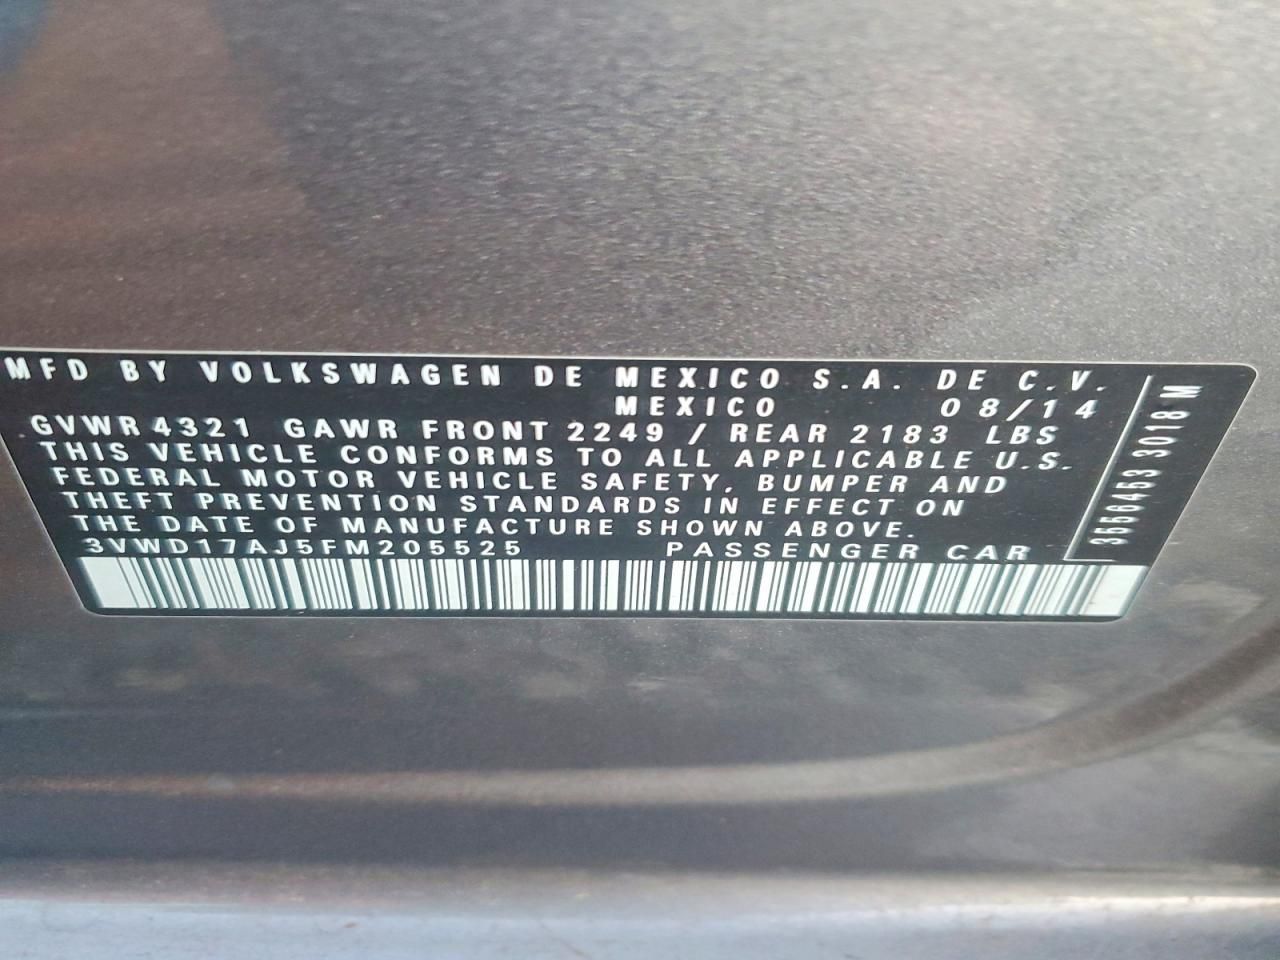 MFD BY VOLKSWAGEN DE MEXICO S.A. DE C.V.
MEXICO 08/14
GVWR 4321 GAWR FRONT 2249 / REAR 2183 LBS
THIS VEHICLE CONFORMS TO ALL APPLICABLE U.S.
FEDERAL MOTOR VEHICLE SAFETY, BUMPER AND
THEFT PREVENTION STANDARDS IN EFFECT ON
THE DATE OF MANUFACTURE SHOWN ABOVE.
3VWD17AJ5FM205525 PASSENGER CAR
3556453 3018 M